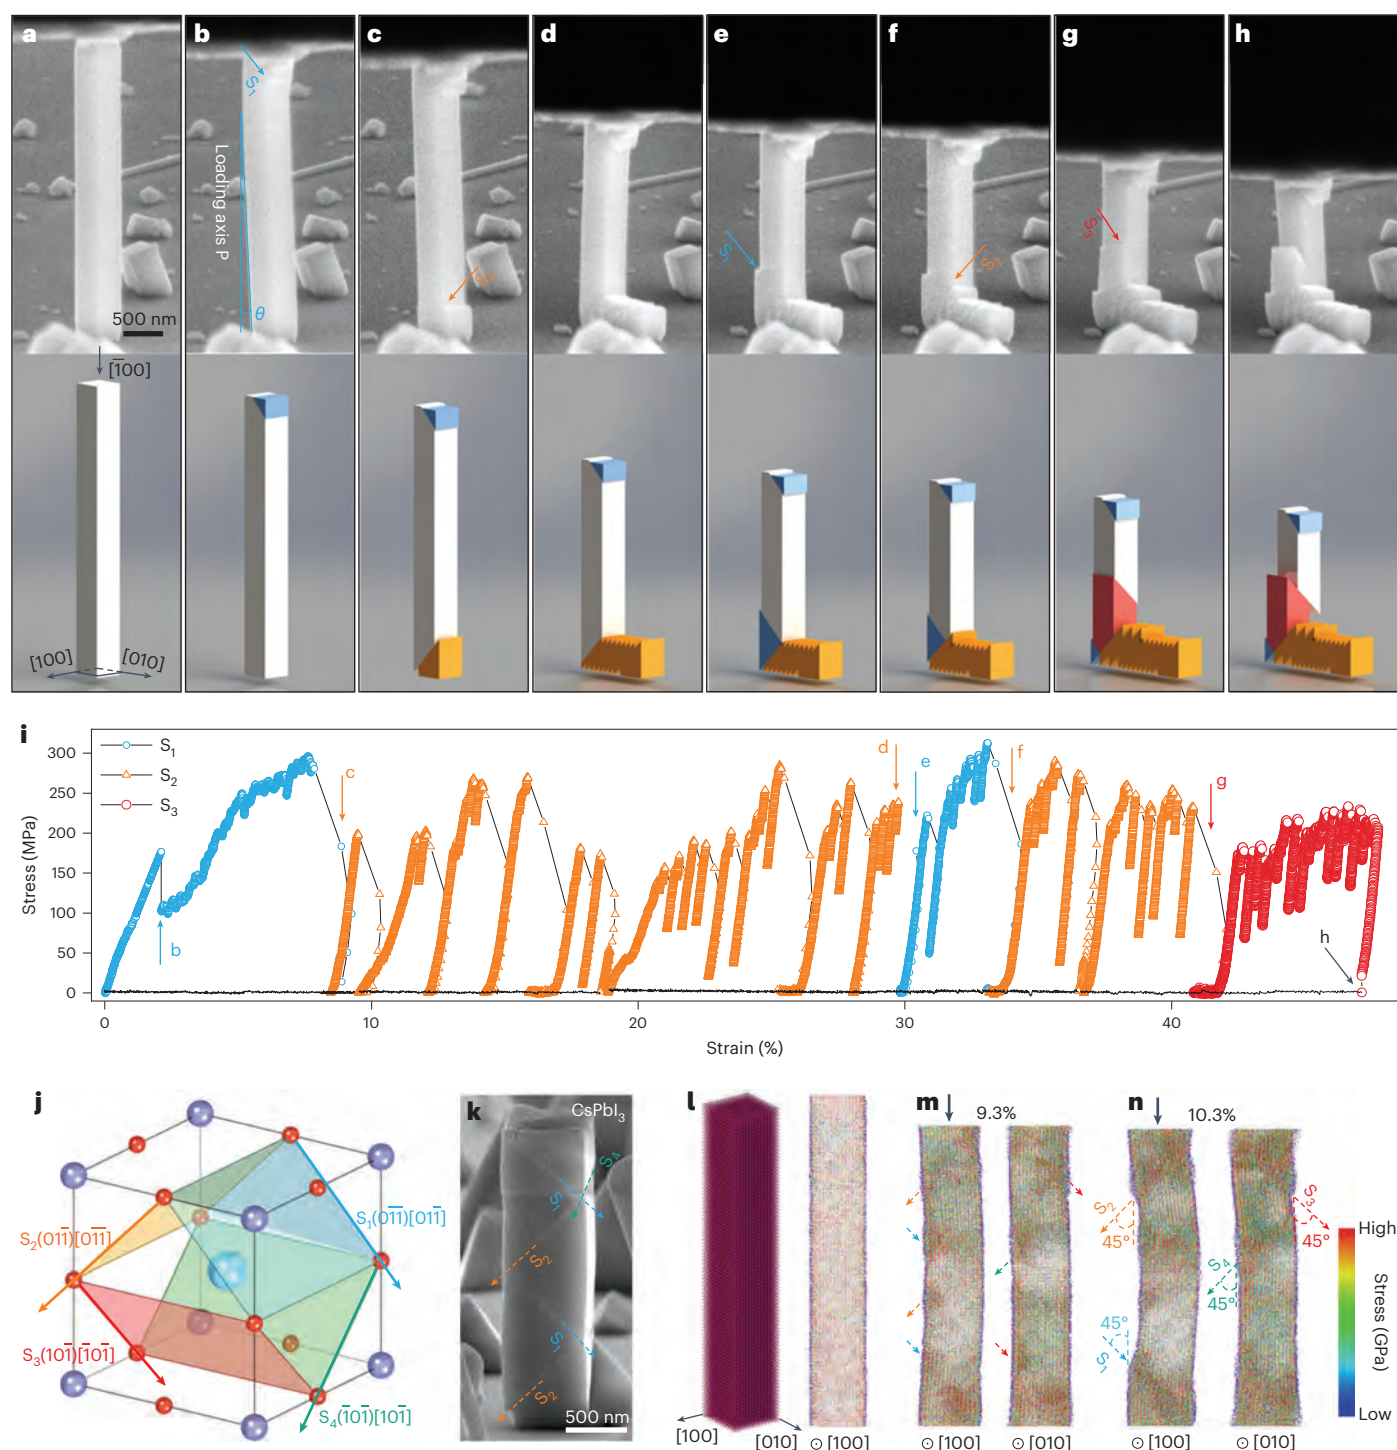 a
b
c
d
e
f
g
h
S₁
Loading axis P
θ
S₂
S₁
S₂
S₃
500 nm
[1̅00]
[100]
[010]
i
S₁
S₂
S₃
Stress (MPa)
300
250
200
150
100
50
0
b
c
d
e
f
g
h
0
10
20
30
40
Strain (%)
j
S₁(01̅1̅)[011̅]
S₂(011̅)[01̅1̅]
S₃(101̅)[1̅01̅]
S₄(1̅01̅)[101̅]
k
CsPbI₃
S₄
S₁
S₂
S₁
S₂
500 nm
l
[100]
[010]
⊙ [100]
m
9.3%
⊙ [100]
⊙ [010]
n
10.3%
S₂
45°
S₃
45°
S₄
45°
45°
S₁
⊙ [100]
⊙ [010]
High
Stress (GPa)
Low